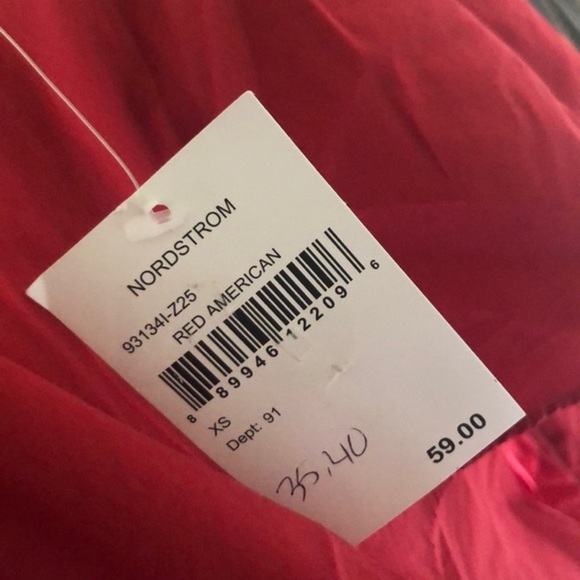 NORDSTROM
93134I-Z25
RED AMERICAN
8 89946 12209 6
XS
Dept: 91
35,40
59.00